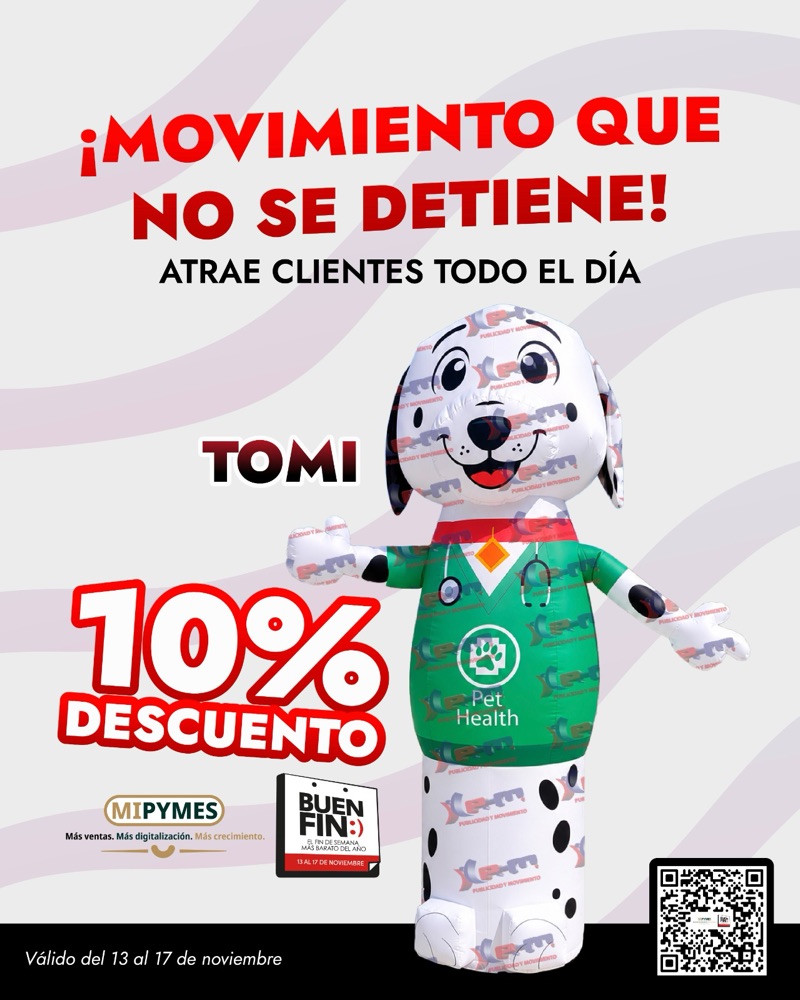 ¡MOVIMIENTO QUE
NO SE DETIENE!
ATRAE CLIENTES TODO EL DÍA
TOMI
10%
DESCUENTO
Pet
Health
MIPYMES
Más ventas. Más digitalización. Más crecimiento.
BUEN
FIN:)
EL FIN DE SEMANA
MÁS BARATO DEL AÑO
13 AL 17 DE NOVIEMBRE
PUBLICIDAD Y MOVIMIENTO
Válido del 13 al 17 de noviembre